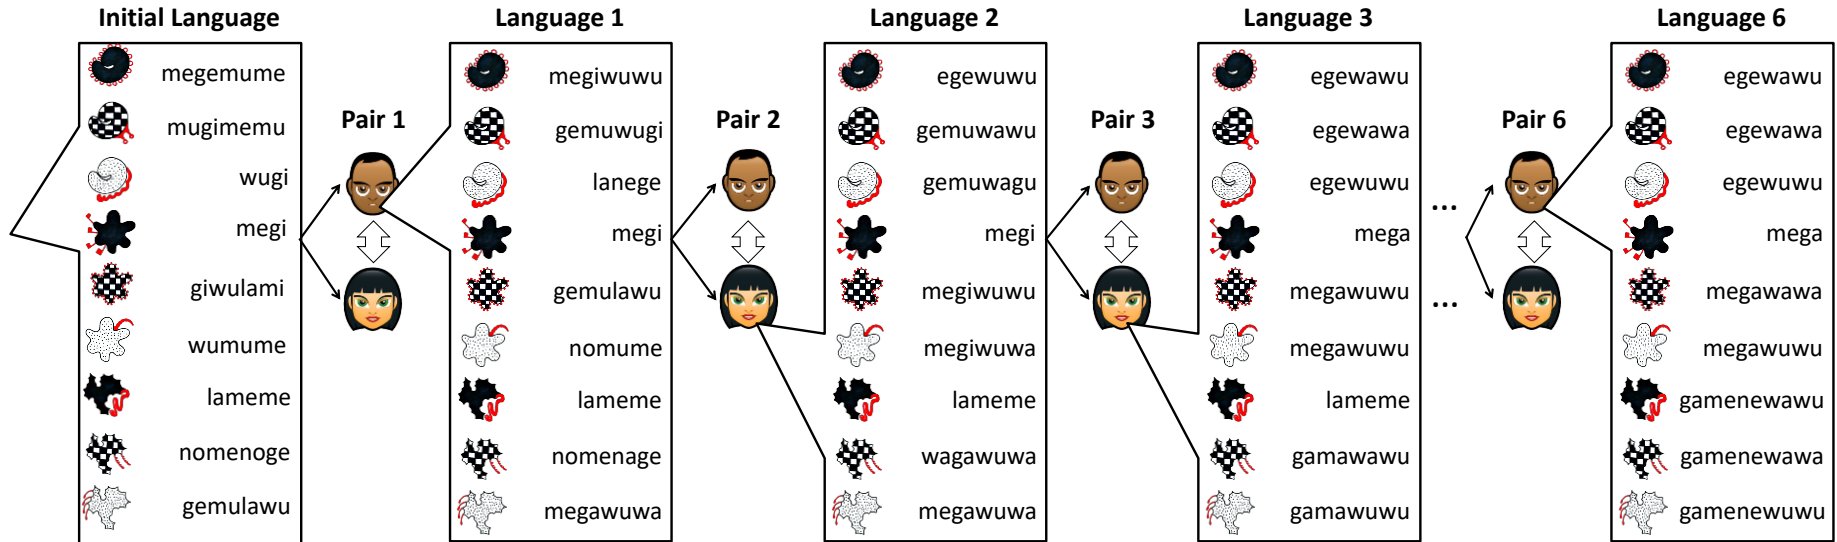 Initial Language
megemume
mugimemu
wugi
megi
giwulami
wumume
lameme
nomenoge
gemulawu
Pair 1
Language 1
megiwuwu
gemuwugi
lanege
megi
gemulawu
nomume
lameme
nomenage
megawuwa
Pair 2
Language 2
egewuwu
gemuwawu
gemuwagu
megi
megiwuwu
megiwuwa
lameme
wagawuwa
megawuwa
Pair 3
Language 3
egewawu
egewawa
egewuwu
mega
megawuwu
megawuwu
lameme
gamawawu
gamawuwu
...
...
Pair 6
Language 6
egewawu
egewawa
egewuwu
mega
megawawa
megawuwu
gamenewawu
gamenewawa
gamenewuwu